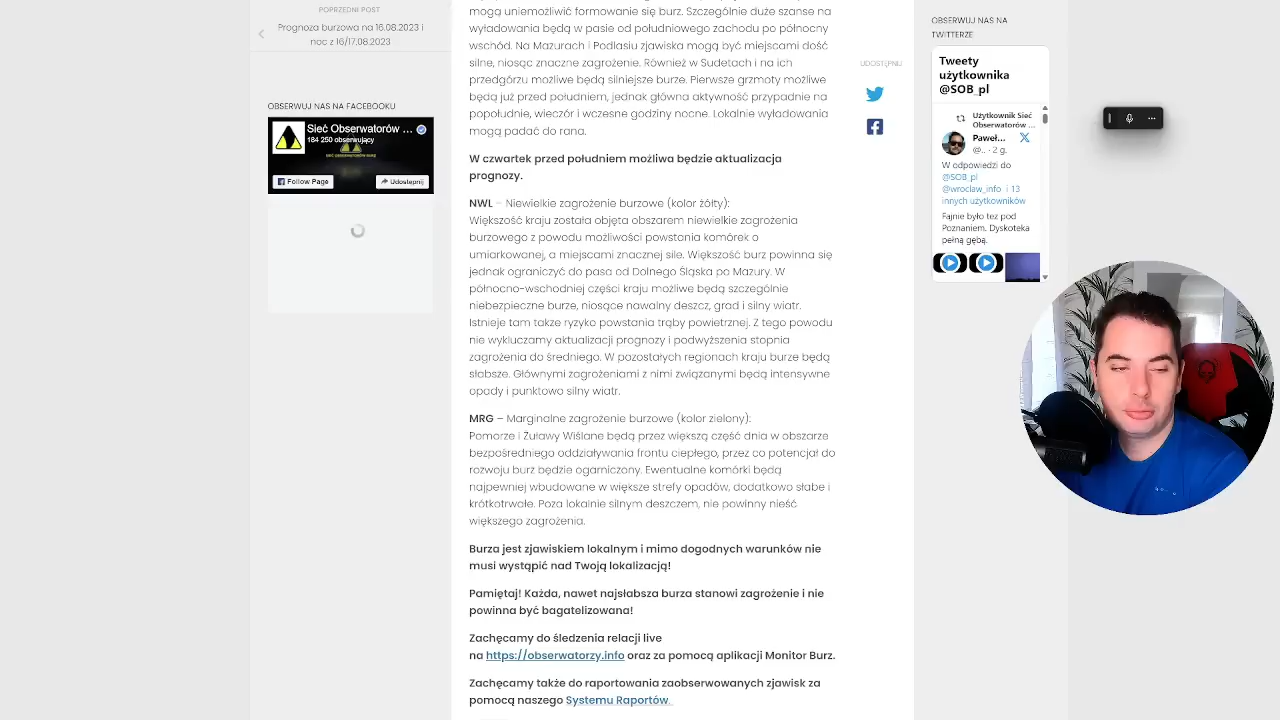 POPRZEDNI POST
Prognoza burzowa na 16.08.2023 i
noc z 16/17.08.2023
OBSERWUJ NAS NA FACEBOOKU
Sieć Obserwatorów ...
184 250 obserwujący
Follow Page
Udostępnij
mogą uniemożliwić formowanie się burz. Szczególnie duże szanse na
wyładowania będą w pasie od południowego zachodu po północny
wschód. Na Mazurach i Podlasiu zjawiska mogą być miejscami dość
silne, niosąc znaczne zagrożenie. Również w Sudetach i na ich
przedgórzu możliwe będą silniejsze burze. Pierwsze grzmoty możliwe
będą już przed południem, jednak główna aktywność przypadnie na
popołudnie, wieczór i wczesne godziny nocne. Lokalnie wyładowania
mogą padać do rana.
W czwartek przed południem możliwa będzie aktualizacja
prognozy.
NWL – Niewielkie zagrożenie burzowe (kolor żółty):
Większość kraju została objęta obszarem niewielkie zagrożenia
burzowego z powodu możliwości powstania komórek o
umiarkowanej, a miejscami znacznej sile. Większość burz powinna się
jednak ograniczyć do pasa od Dolnego Śląska po Mazury. W
północno-wschodniej części kraju możliwe będą szczególnie
niebezpieczne burze, niosące nawalny deszcz, grad i silny wiatr.
Istnieje tam także ryzyko powstania trąby powietrznej. Z tego powodu
nie wykluczamy aktualizacji prognozy i podwyższenia stopnia
zagrożenia do średniego. W pozostałych regionach kraju burze będą
słabsze. Głównymi zagrożeniami z nimi związanymi będą intensywne
opady i punktowo silny wiatr.
MRG – Marginalne zagrożenie burzowe (kolor zielony):
Pomorze i Żuławy Wiślane będą przez większą część dnia w obszarze
bezpośredniego oddziaływania frontu ciepłego, przez co potencjał do
rozwoju burz będzie ogarniczony. Ewentualne komórki będą
najpewniej wbudowane w większe strefy opadów, dodatkowo słabe i
krótkotrwałe. Poza lokalnie silnym deszczem, nie powinny nieść
większego zagrożenia.
Burza jest zjawiskiem lokalnym i mimo dogodnych warunków nie
musi wystąpić nad Twoją lokalizacją!
Pamiętaj! Każda, nawet najsłabsza burza stanowi zagrożenie i nie
powinna być bagatelizowana!
Zachęcamy do śledzenia relacji live
na https://obserwatorzy.info oraz za pomocą aplikacji Monitor Burz.
Zachęcamy także do raportowania zaobserwowanych zjawisk za
pomocą naszego Systemu Raportów.
UDOSTĘPNIJ
OBSERWUJ NAS NA
TWITTERZE
Tweety
użytkownika
@SOB_pl
Użytkownik Sieć
Obserwatorów ...
Paweł...
@.. · 2 g.
W odpowiedzi do
@SOB_pl
@wroclaw_info i 13
innych użytkowników
Fajnie było też pod
Poznaniem. Dyskoteka
pełną gębą.